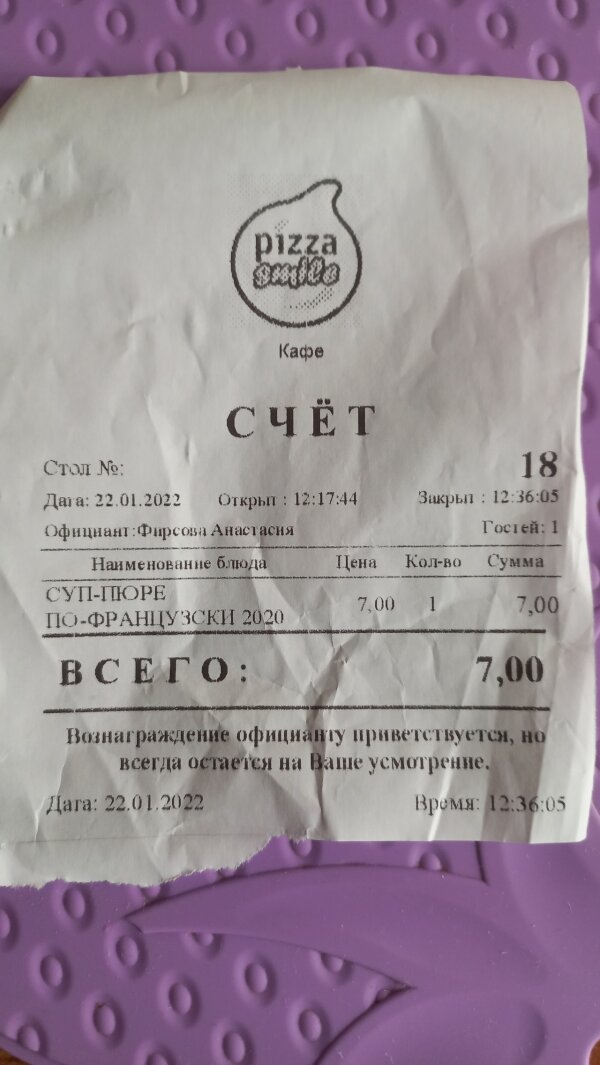 pizza
smile
Кафе
СЧЁТ
Стол №: 18
Дата: 22.01.2022 Открыт : 12:17:44 Закрыт : 12:36:05
Официант:Фирсова Анастасия Гостей: 1
Наименование блюда Цена Кол-во Сумма
СУП-ПЮРЕ
ПО-ФРАНЦУЗСКИ 2020 7,00 1 7,00
ВСЕГО: 7,00
Вознаграждение официанту приветствуется, но
всегда остается на Ваше усмотрение.
Дата: 22.01.2022 Время: 12:36:05